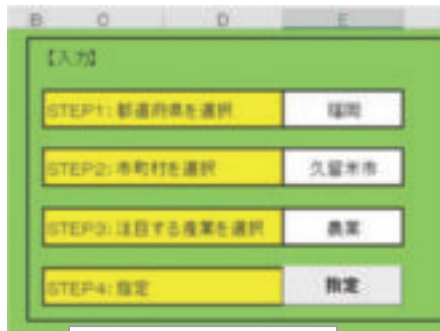 B C D E
【入力】
STEP1: 都道府県を選択 福岡
STEP2: 市町村を選択 久留米市
STEP3: 注目する産業を選択 農業
STEP4: 指定 指定